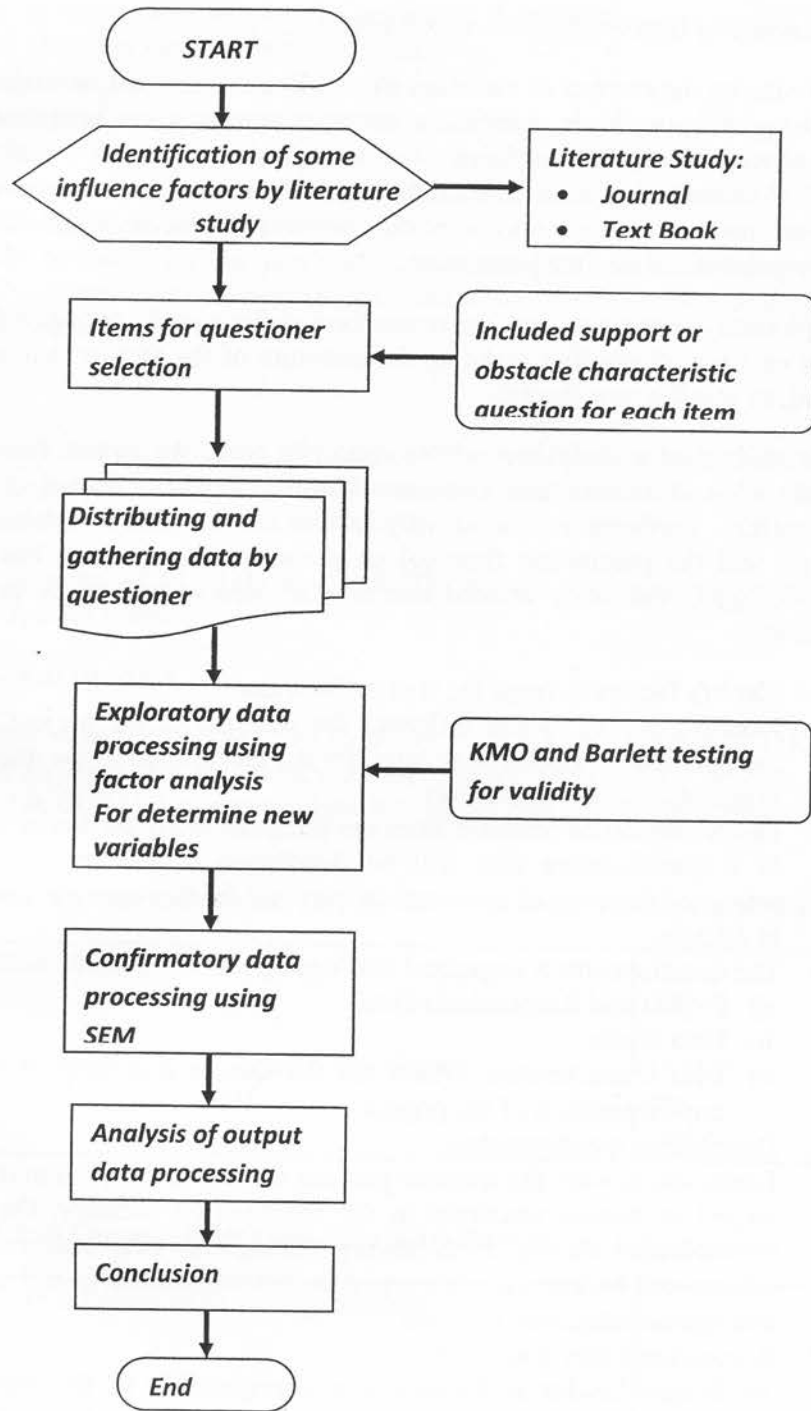 START
Identification of some
influence factors by literature
study
Literature Study:
• Journal
• Text Book
Items for questioner
selection
Included support or
obstacle characteristic
question for each item
Distributing and
gathering data by
questioner
Exploratory data
processing using
factor analysis
For determine new
variables
KMO and Barlett testing
for validity
Confirmatory data
processing using
SEM
Analysis of output
data processing
Conclusion
End